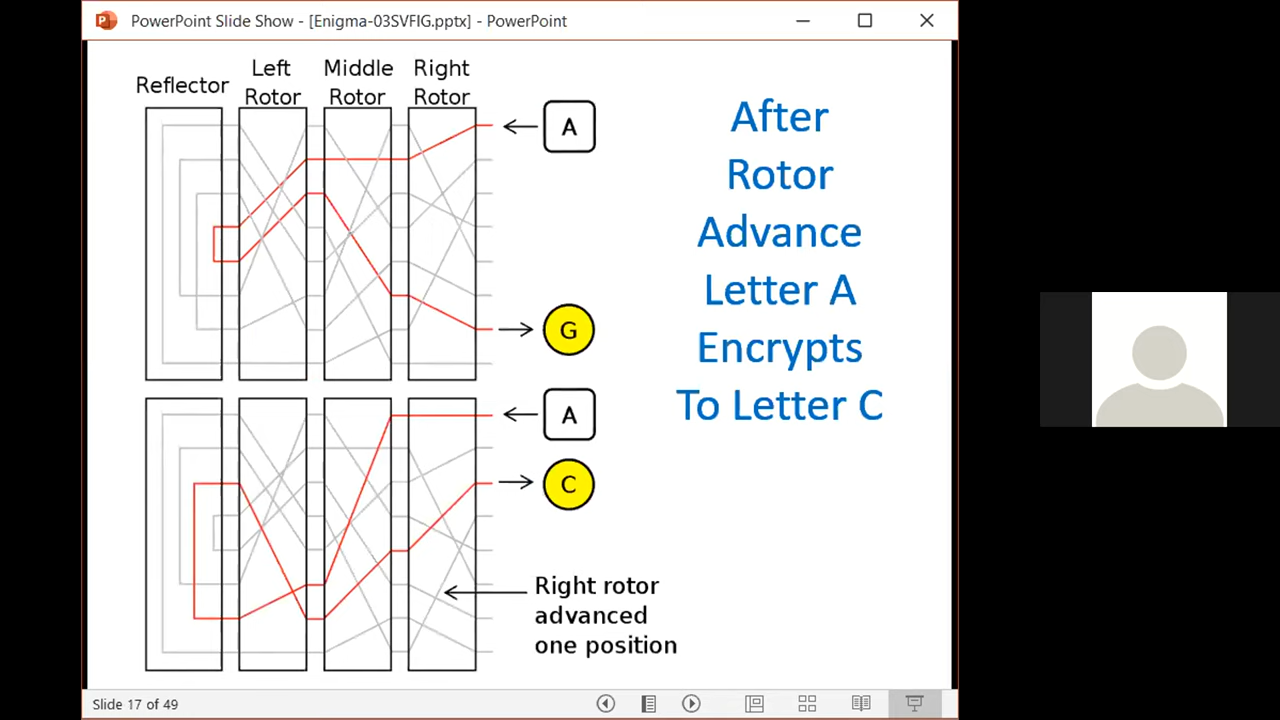 PowerPoint Slide Show - [Enigma-03SVFIG.pptx] - PowerPoint
Reflector
Left
Rotor
Middle
Rotor
Right
Rotor
A
G
A
C
Right rotor
advanced
one position
After
Rotor
Advance
Letter A
Encrypts
To Letter C
Slide 17 of 49